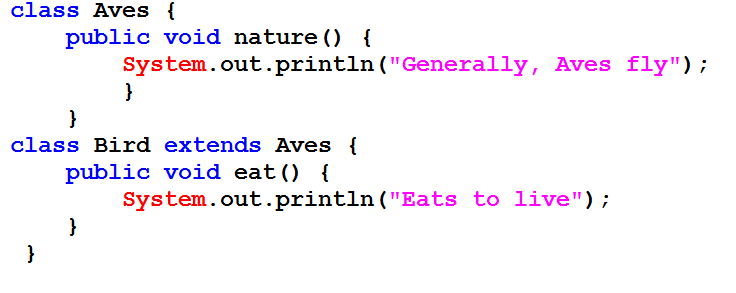 class Aves {
    public void nature() {
        System.out.println("Generally, Aves fly");
        }
    }
class Bird extends Aves {
    public void eat() {
        System.out.println("Eats to live");
    }
 }